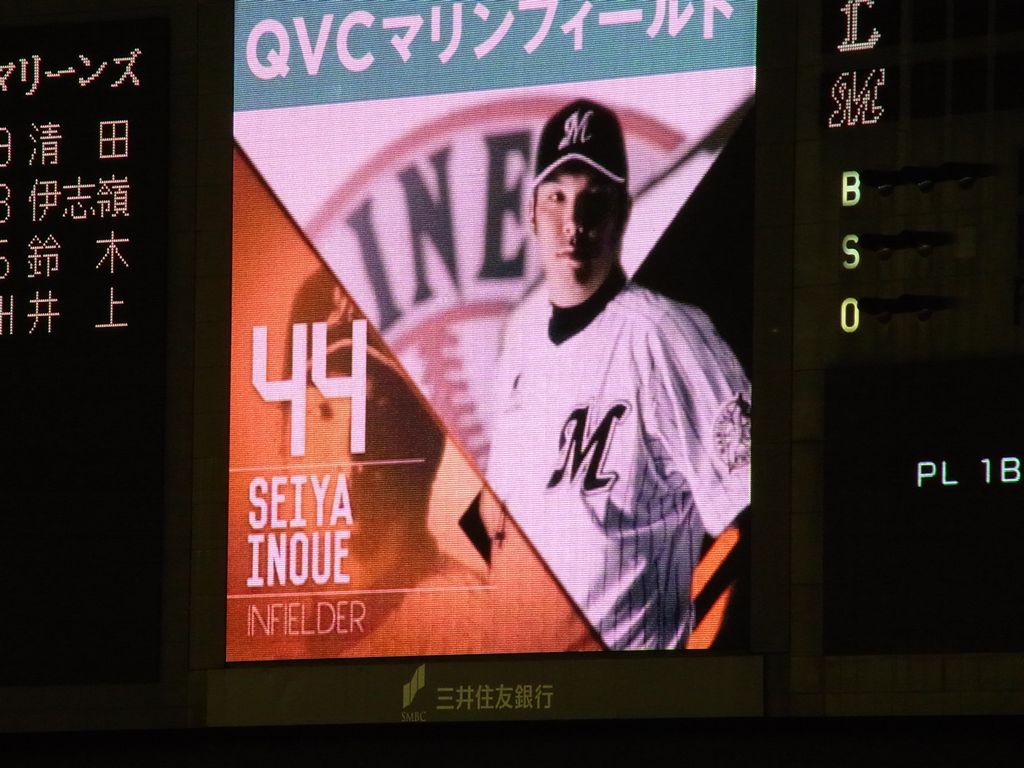 QVCマリンフィールド
マリーンズ
清田
伊志嶺
鈴木
井上
INE
M
M
44
SEIYA
INOUE
INFIELDER
L
M
B
S
O
PL 1B
SMBC
三井住友銀行